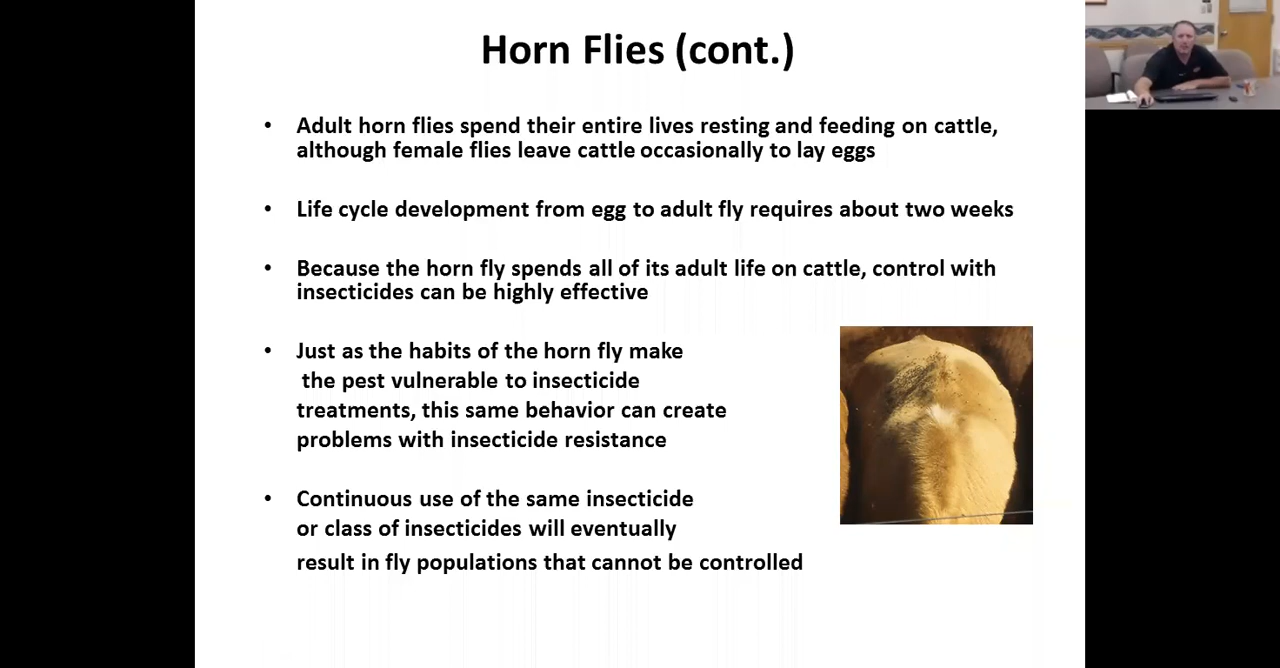 Horn Flies (cont.)
• Adult horn flies spend their entire lives resting and feeding on cattle,
although female flies leave cattle occasionally to lay eggs
• Life cycle development from egg to adult fly requires about two weeks
• Because the horn fly spends all of its adult life on cattle, control with
insecticides can be highly effective
• Just as the habits of the horn fly make
the pest vulnerable to insecticide
treatments, this same behavior can create
problems with insecticide resistance
• Continuous use of the same insecticide
or class of insecticides will eventually
result in fly populations that cannot be controlled